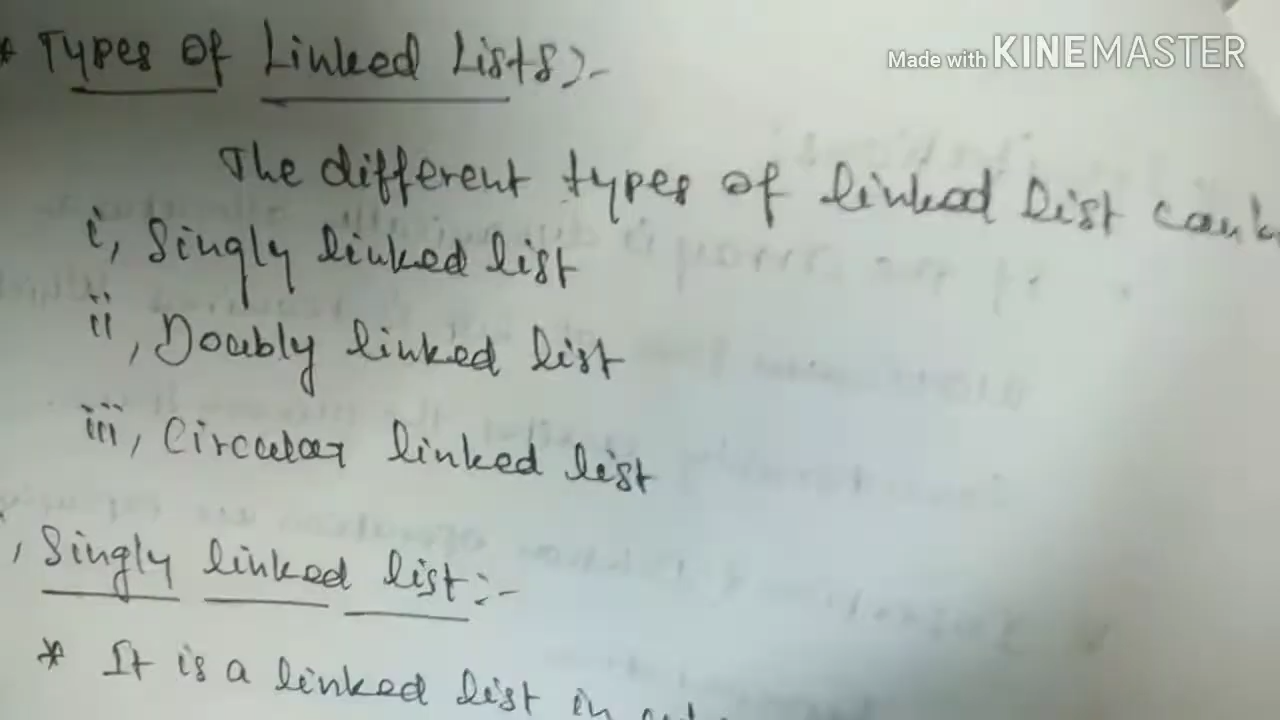 * Types Of Linked Lists :-
Made with KINEMASTER
The different types of linked list
i, Singly linked list
ii, Doubly linked list
iii, Circular linked list
, Singly linked list :-
* It is a linked list in